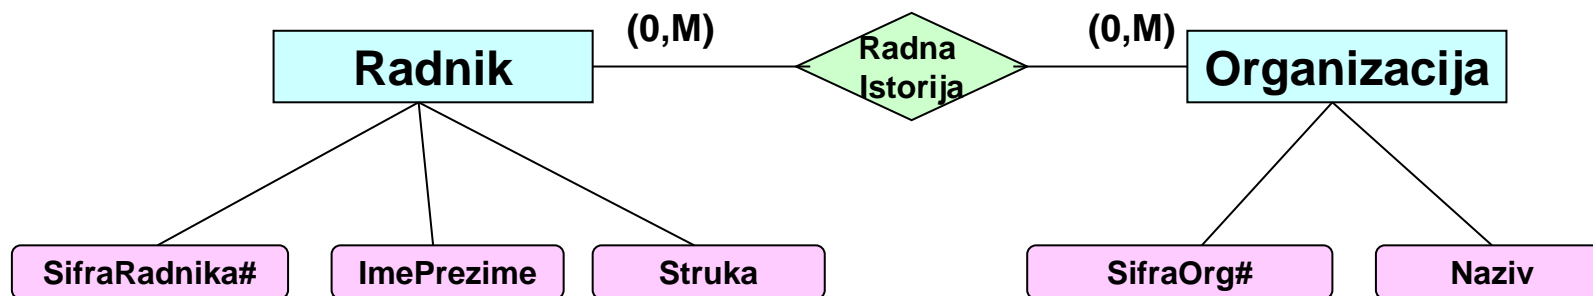 (0,M)
(0,M)
Radnik
Radna
Istorija
Organizacija
SifraRadnika#
ImePrezime
Struka
SifraOrg#
Naziv